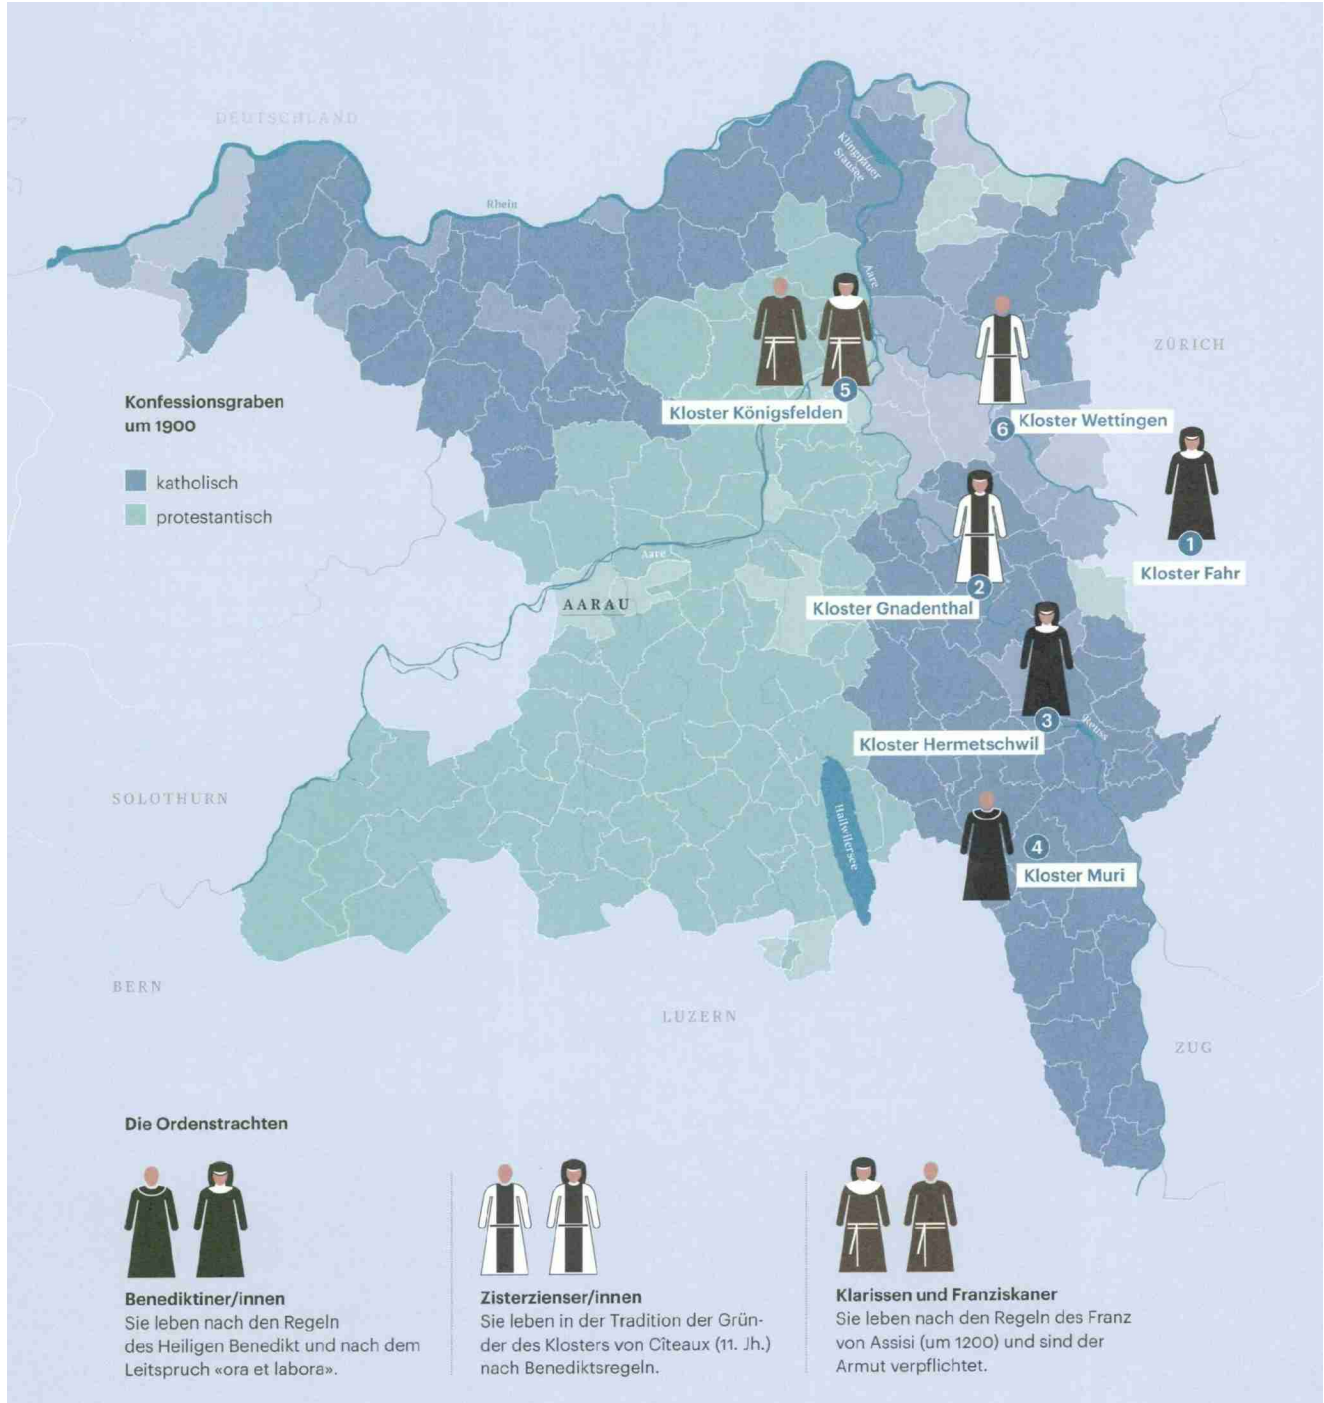 DEUTSCHLAND
Rhein
Klingnauer
Stausee
Aare
ZÜRICH
Konfessionsgraben
um 1900
katholisch
protestantisch
5
Kloster Königsfelden
6
Kloster Wettingen
1
Kloster Fahr
2
Kloster Gnadenthal
Aare
AARAU
3
Kloster Hermetschwil
Reuss
SOLOTHURN
Hallwilersee
4
Kloster Muri
BERN
LUZERN
ZUG
Die Ordenstrachten
Benediktiner/innen
Sie leben nach den Regeln
des Heiligen Benedikt und nach dem
Leitspruch «ora et labora».
Zisterzienser/innen
Sie leben in der Tradition der Grün-
der des Klosters von Cîteaux (11. Jh.)
nach Benediktsregeln.
Klarissen und Franziskaner
Sie leben nach den Regeln des Franz
von Assisi (um 1200) und sind der
Armut verpflichtet.